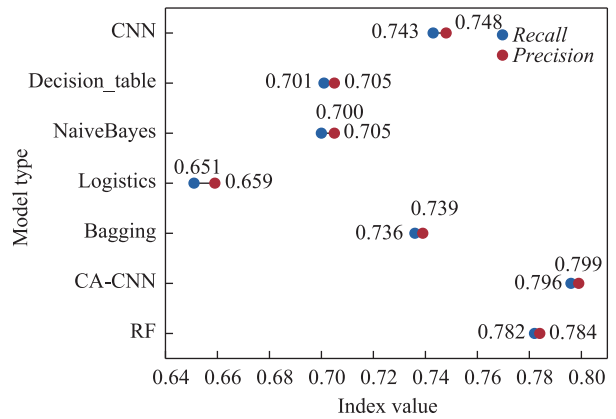 CNN
0.743
0.748
Recall
Precision
Decision_table
0.701
0.705
0.700
NaiveBayes
0.705
0.651
Logistics
0.659
0.739
Bagging
0.736
0.799
CA-CNN
0.796
RF
0.782
0.784
Model type
0.64 0.66 0.70 0.72 0.74 0.76 0.78 0.80
Index value